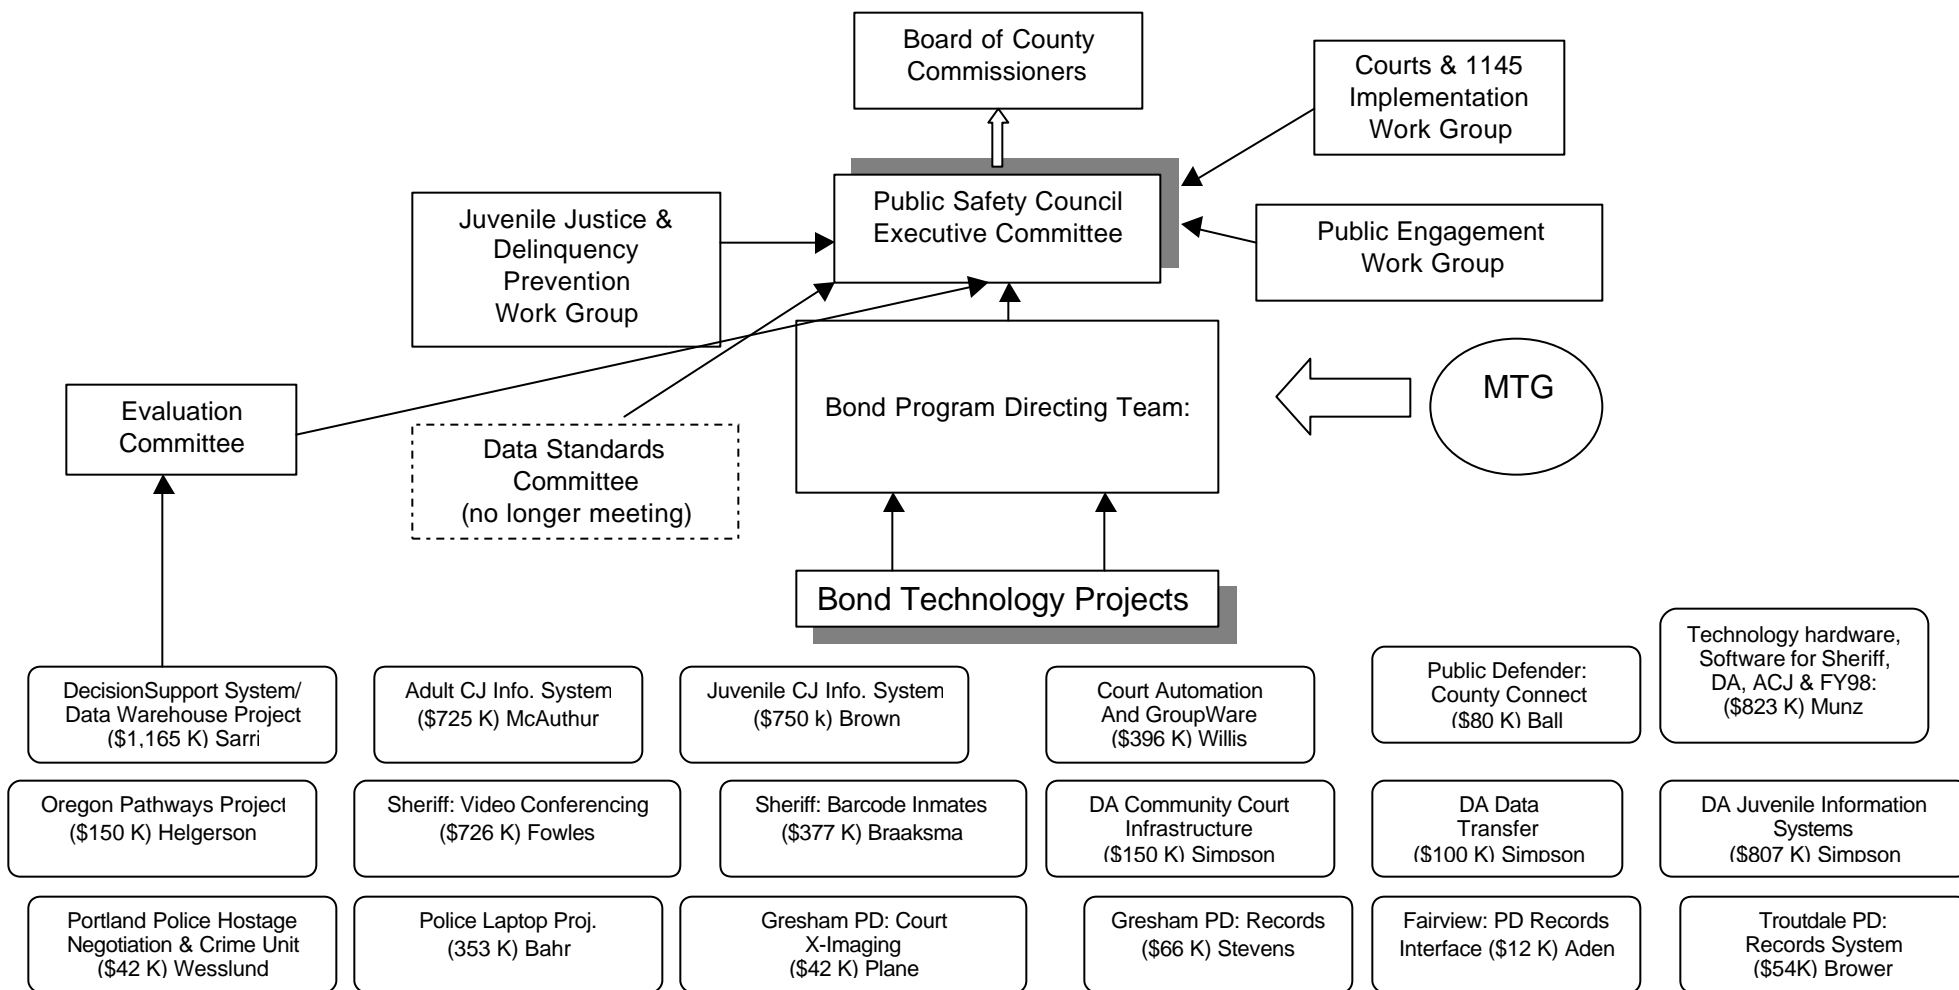 Board of County
Commissioners
Courts & 1145
Implementation
Work Group
Public Safety Council
Executive Committee
Juvenile Justice &
Delinquency
Prevention
Work Group
Public Engagement
Work Group
MTG
Bond Program Directing Team:
Evaluation
Committee
Data Standards
Committee
(no longer meeting)
Bond Technology Projects
DecisionSupport System/
Data Warehouse Project
($1,165 K) Sarri
Adult CJ Info. System
($725 K) McAuthur
Juvenile CJ Info. System
($750 k) Brown
Court Automation
And GroupWare
($396 K) Willis
Public Defender:
County Connect
($80 K) Ball
Technology hardware,
Software for Sheriff,
DA, ACJ & FY98:
($823 K) Munz
Oregon Pathways Project
($150 K) Helgerson
Sheriff: Video Conferencing
($726 K) Fowles
Sheriff: Barcode Inmates
($377 K) Braaksma
DA Community Court
Infrastructure
($150 K) Simpson
DA Data
Transfer
($100 K) Simpson
DA Juvenile Information
Systems
($807 K) Simpson
Portland Police Hostage
Negotiation & Crime Unit
($42 K) Wesslund
Police Laptop Proj.
(353 K) Bahr
Gresham PD: Court
X-Imaging
($42 K) Plane
Gresham PD: Records
($66 K) Stevens
Fairview: PD Records
Interface ($12 K) Aden
Troutdale PD:
Records System
($54K) Brower